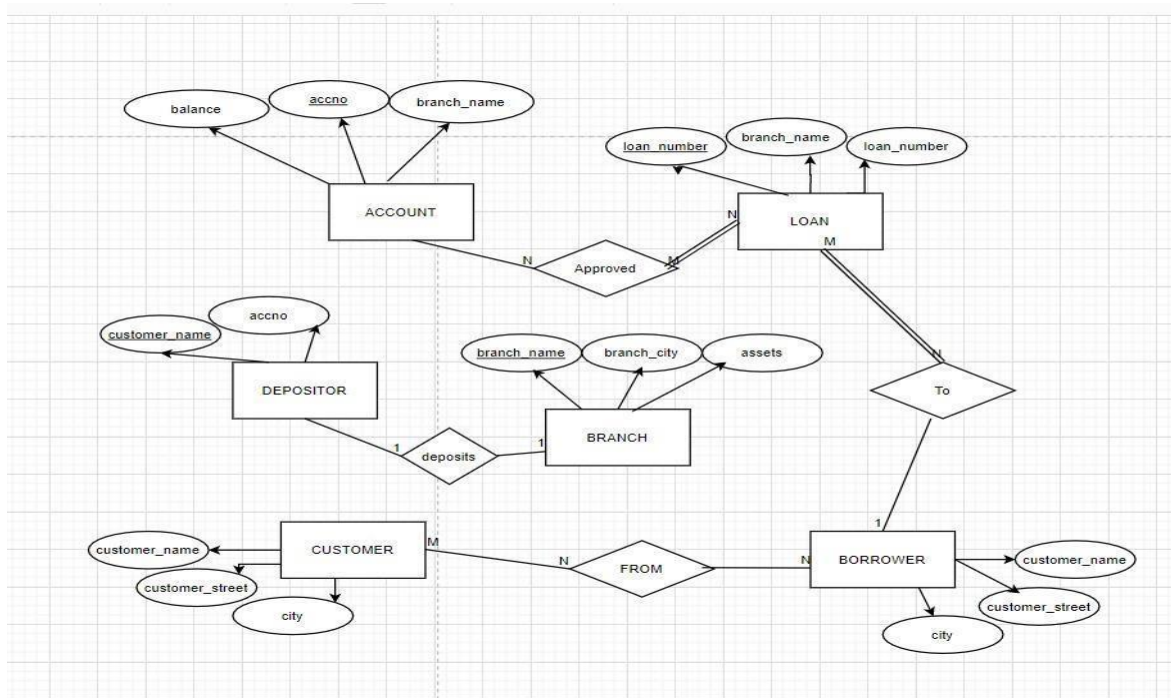 balance
accno
branch_name
loan_number
branch_name
loan_number
ACCOUNT
LOAN
N
M
N
Approved
M
customer_name
accno
branch_name
branch_city
assets
N
DEPOSITOR
To
BRANCH
1
deposits
1
1
CUSTOMER
M
N
FROM
N
BORROWER
customer_name
customer_street
city
customer_name
customer_street
city